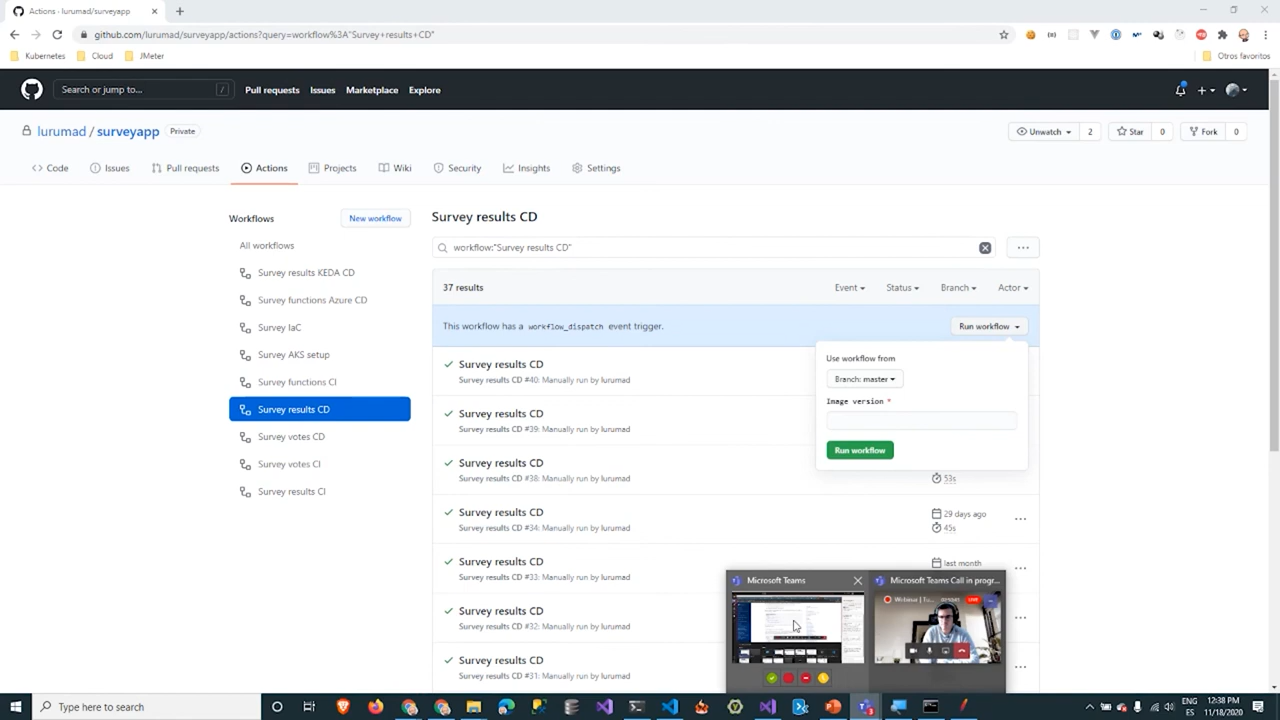 Actions - lurumad/surveyapp
github.com/lurumad/surveyapp/actions?query=workflow%3A"Survey+results+CD"
Kubernetes
Cloud
JMeter
Otros favoritos
Search or jump to...
/
Pull requests
Issues
Marketplace
Explore
lurumad / surveyapp
Private
Unwatch
2
Star
0
Fork
0
Code
Issues
Pull requests
Actions
Projects
Wiki
Security
Insights
Settings
Workflows
New workflow
All workflows
Survey results KEDA CD
Survey functions Azure CD
Survey IaC
Survey AKS setup
Survey functions CI
Survey results CD
Survey votes CD
Survey votes CI
Survey results CI
Survey results CD
workflow:"Survey results CD"
37 results
Event
Status
Branch
Actor
This workflow has a workflow_dispatch event trigger.
Run workflow
Use workflow from
Branch: master
Image version *
Run workflow
Survey results CD
Survey results CD #40: Manually run by lurumad
Survey results CD
Survey results CD #39: Manually run by lurumad
Survey results CD
Survey results CD #38: Manually run by lurumad
53s
Survey results CD
Survey results CD #34: Manually run by lurumad
29 days ago
45s
Survey results CD
Survey results CD #33: Manually run by lurumad
last month
Survey results CD
Survey results CD #32: Manually run by lurumad
Survey results CD
Survey results CD #31: Manually run by lurumad
Microsoft Teams
Microsoft Teams Call in progr...
LIVE
Type here to search
ENG
ES
12:38 PM
11/18/2020